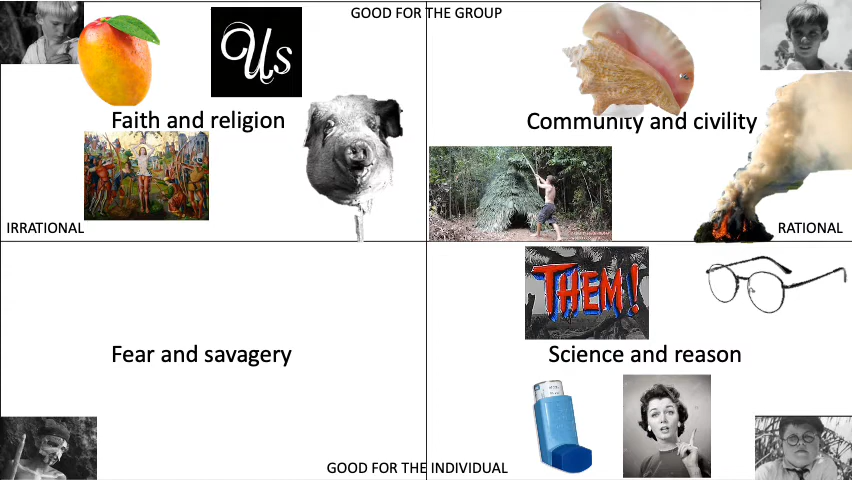 GOOD FOR THE GROUP
Us
Faith and religion
Community and civility
IRRATIONAL
RATIONAL
THEM!
Fear and savagery
Science and reason
GOOD FOR THE INDIVIDUAL